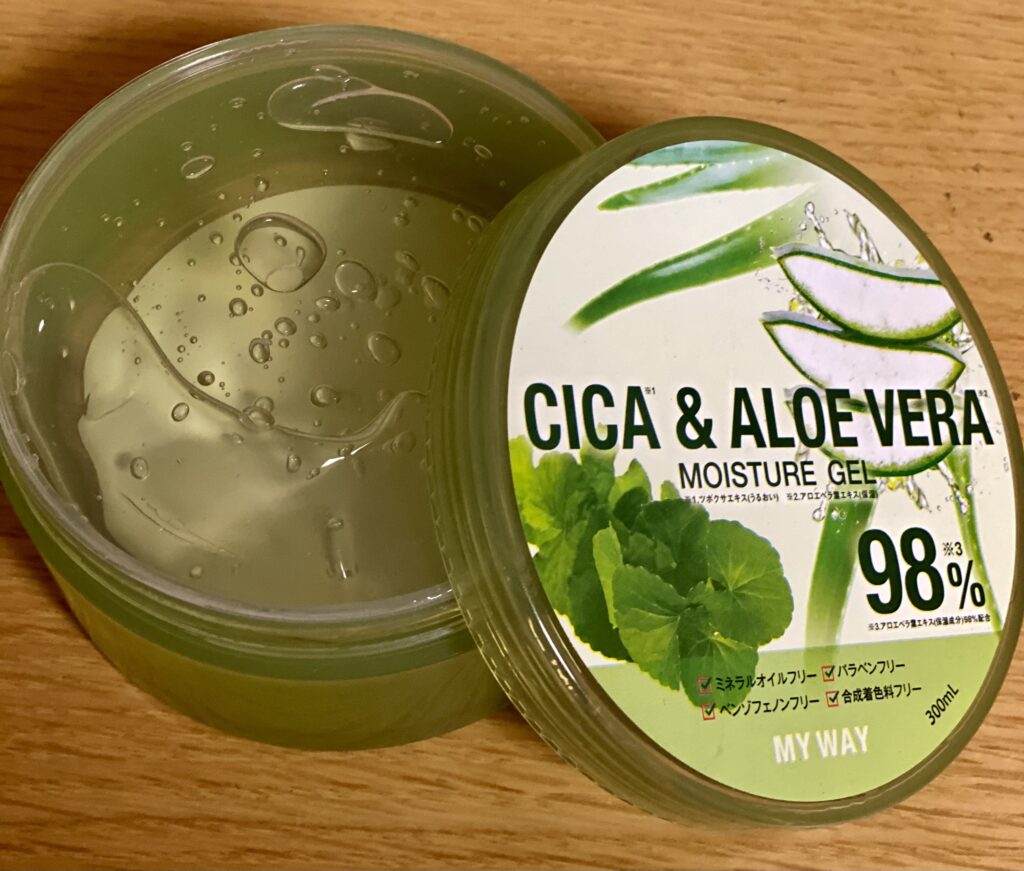 CICA※1 & ALOE VERA※2
MOISTURE GEL
※1.ツボクサエキス(うるおい) ※2.アロエベラ葉エキス(保湿)
98%※3
※3.アロエベラ葉エキス(保湿成分)98%配合
ミネラルオイルフリー パラベンフリー
ベンゾフェノンフリー 合成着色料フリー
300mL
MY WAY